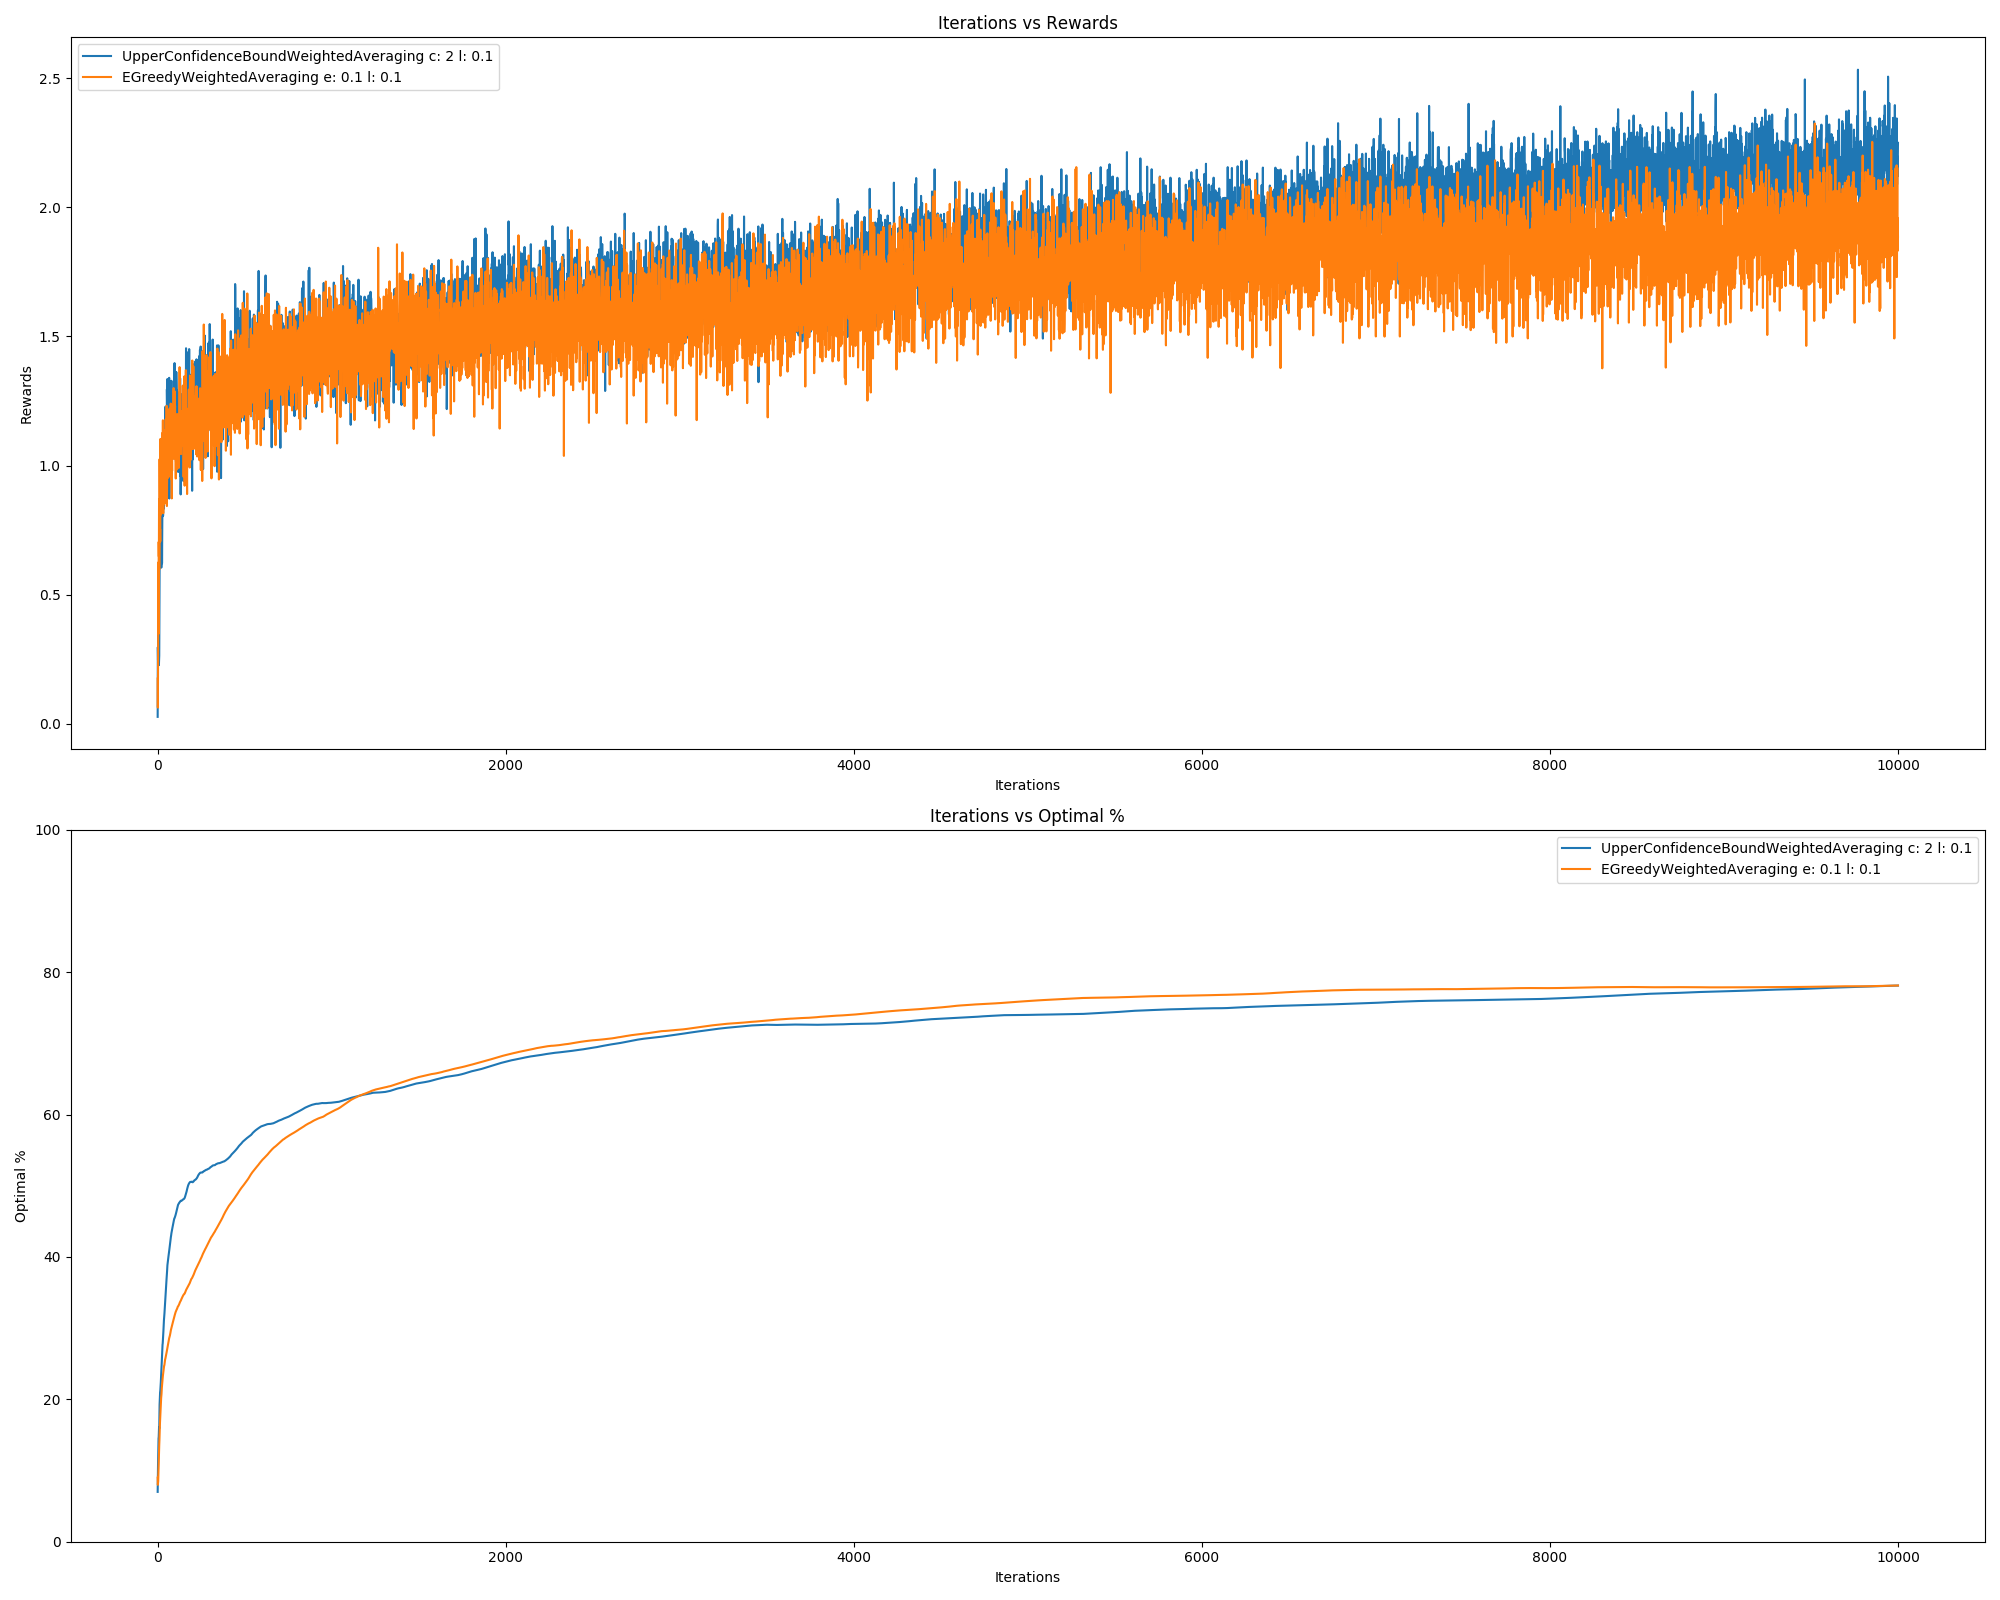 Iterations vs Rewards
UpperConfidenceBoundWeightedAveraging c: 2 l: 0.1
EGreedyWeightedAveraging e: 0.1 l: 0.1
2.5
2.0
1.5
1.0
0.5
0.0
Rewards
0 2000 4000 6000 8000 10000
Iterations
Iterations vs Optimal %
UpperConfidenceBoundWeightedAveraging c: 2 l: 0.1
EGreedyWeightedAveraging e: 0.1 l: 0.1
100
80
60
40
20
0
Optimal %
0 2000 4000 6000 8000 10000
Iterations